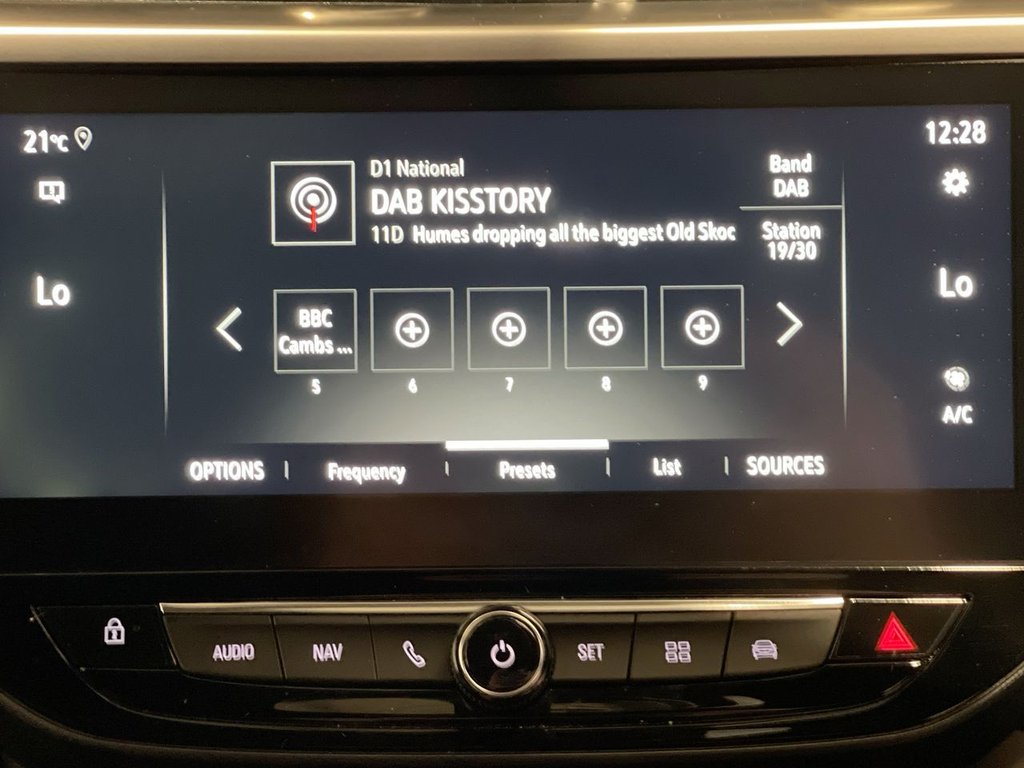 21°C
12:28
D1 National
DAB KISSTORY
11D Humes dropping all the biggest Old Skoc
Band
DAB
Station
19/30
Lo
Lo
BBC
Cambs ...
5
6
7
8
9
A/C
OPTIONS
Frequency
Presets
List
SOURCES
AUDIO
NAV
SET